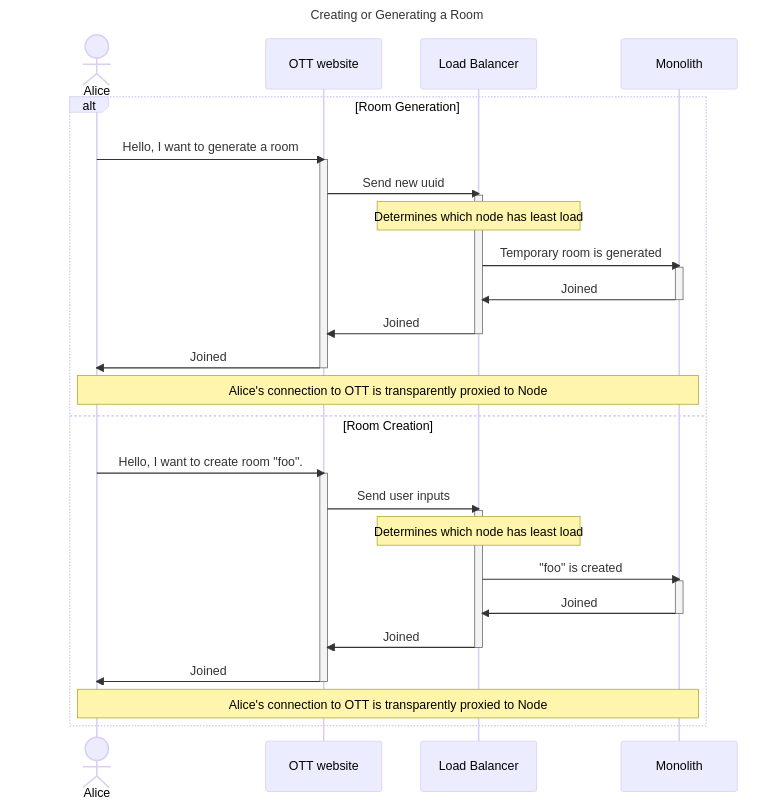 Creating or Generating a Room
Alice
OTT website
Load Balancer
Monolith
alt
[Room Generation]
Hello, I want to generate a room
Send new uuid
Determines which node has least load
Temporary room is generated
Joined
Joined
Joined
Alice's connection to OTT is transparently proxied to Node
[Room Creation]
Hello, I want to create room "foo".
Send user inputs
Determines which node has least load
"foo" is created
Joined
Joined
Joined
Alice's connection to OTT is transparently proxied to Node
Alice
OTT website
Load Balancer
Monolith